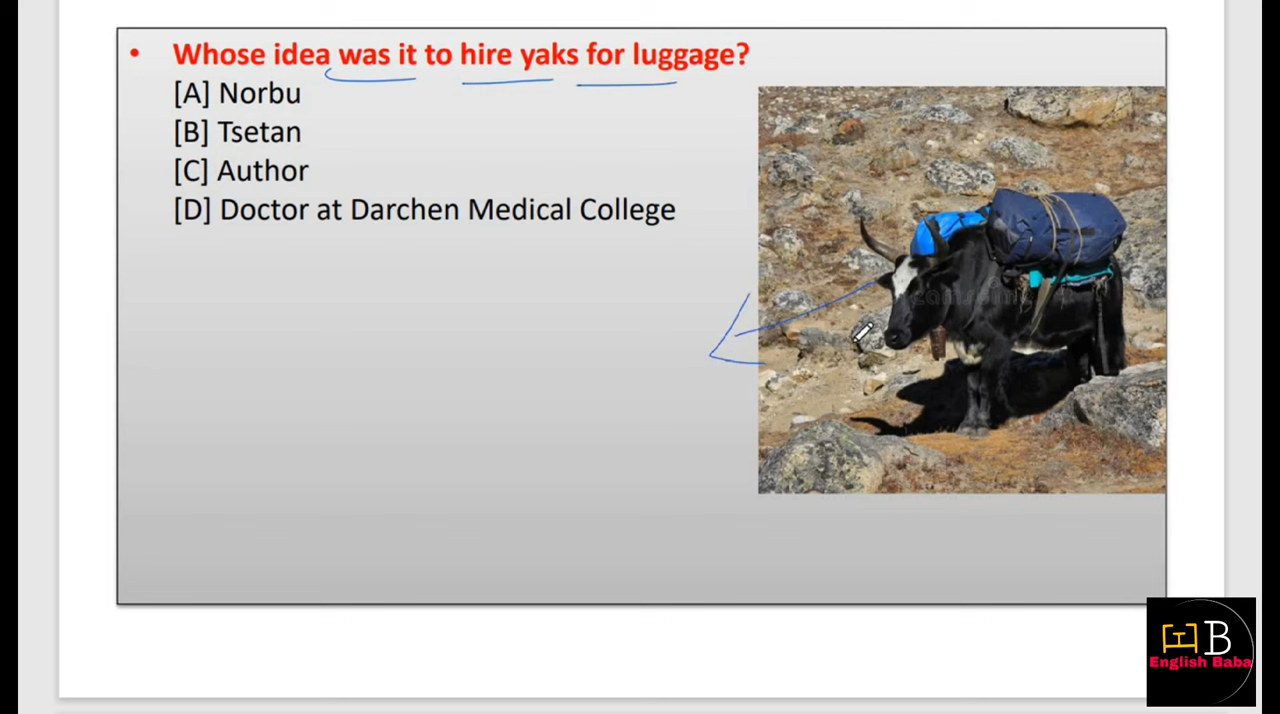 • Whose idea was it to hire yaks for luggage?
[A] Norbu
[B] Tsetan
[C] Author
[D] Doctor at Darchen Medical College
EB
English Baba